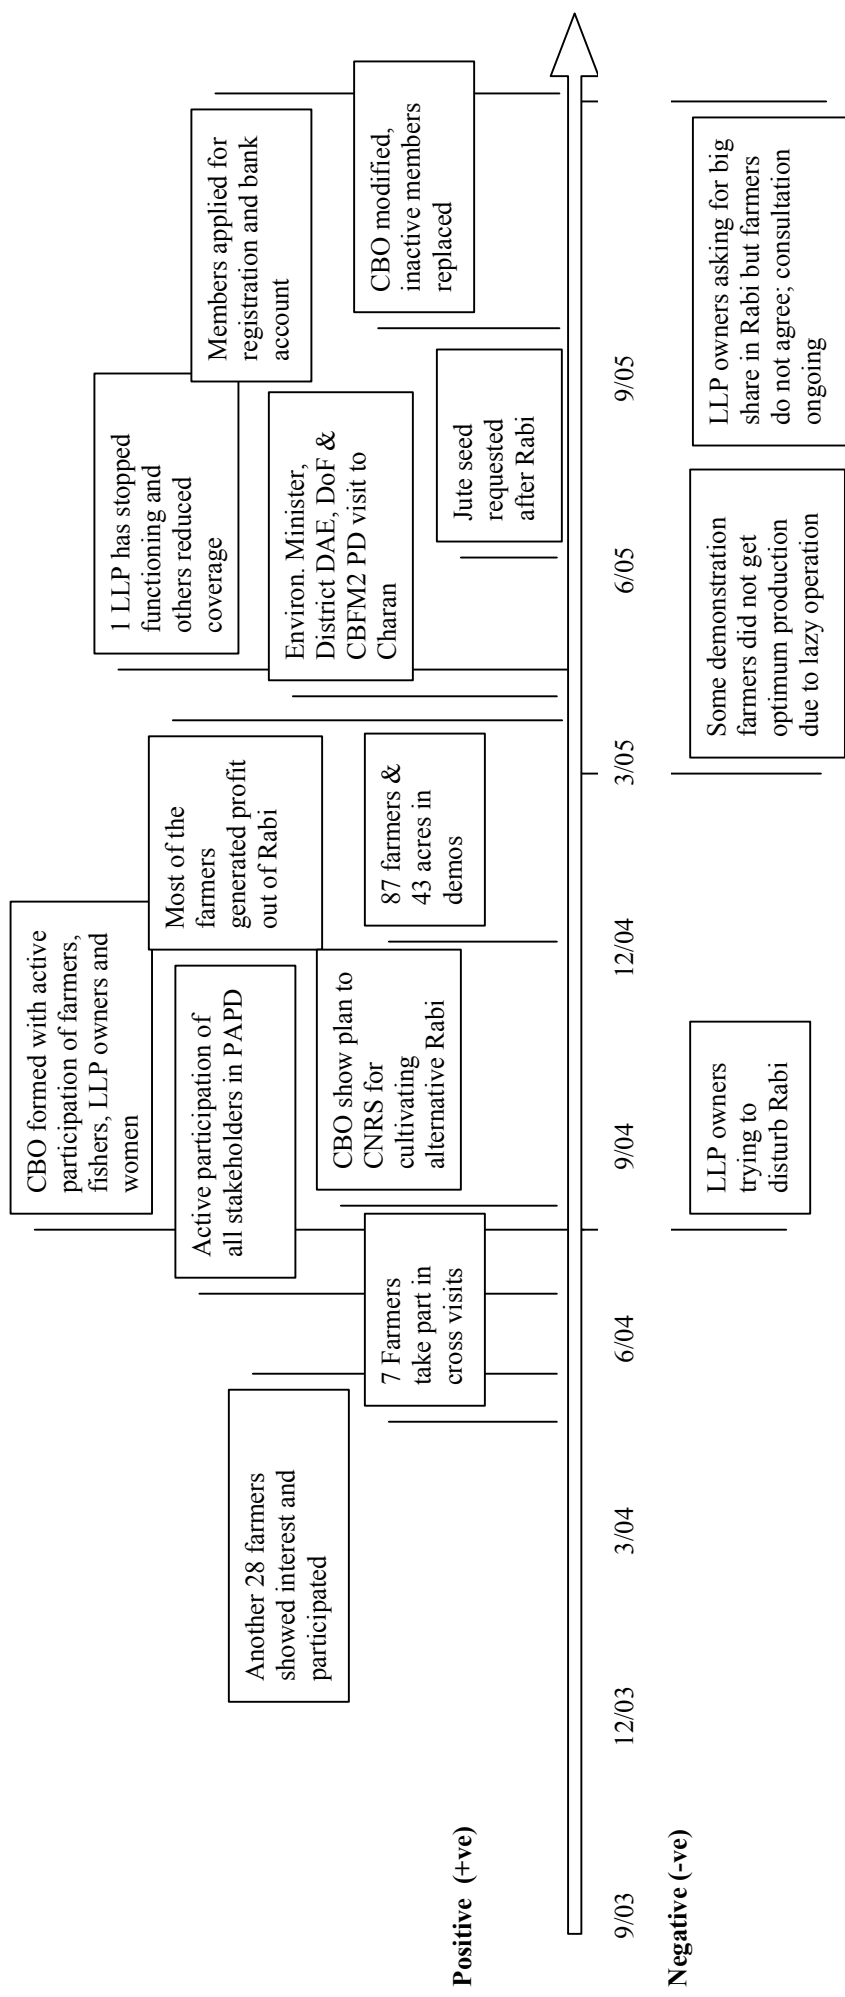 CBO formed with active
participation of farmers,
fishers, LLP owners and
women
1 LLP has stopped
functioning and
others reduced
coverage
Most of the
farmers
generated profit
out of Rabi
Active participation of
all stakeholders in PAPD
Members applied for
registration and bank
account
Another 28 farmers
showed interest and
participated
Environ. Minister,
District DAE, DoF &
CBFM2 PD visit to
Charan
CBO show plan to
CNRS for
cultivating
alternative Rabi
7 Farmers
take part in
cross visits
87 farmers &
43 acres in
demos
CBO modified,
inactive members
replaced
Jute seed
requested
after Rabi
Positive (+ve)
9/03
12/03
3/04
6/04
9/04
12/04
3/05
6/05
9/05
Negative (-ve)
LLP owners
trying to
disturb Rabi
Some demonstration
farmers did not get
optimum production
due to lazy operation
LLP owners asking for big
share in Rabi but farmers
do not agree; consultation
ongoing